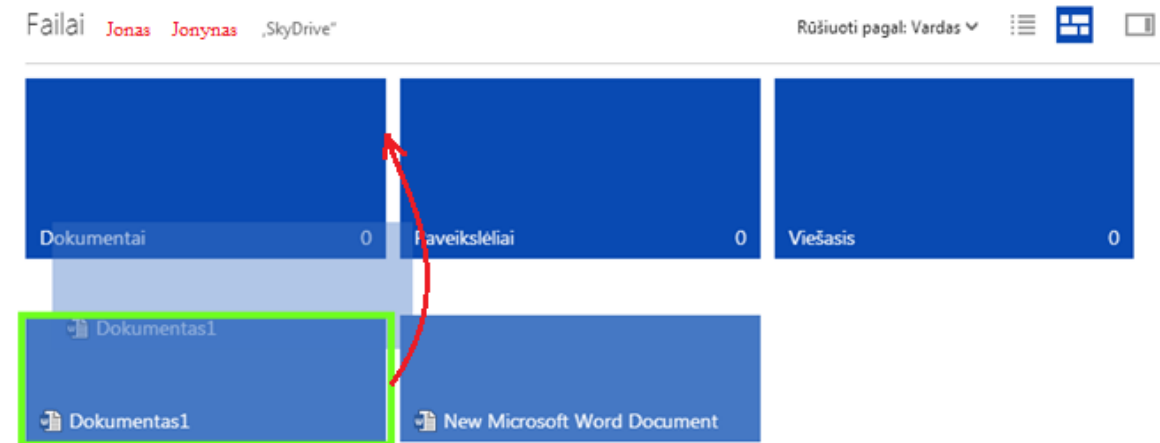 Failai Jonas Jonynas „SkyDrive“ Rūšiuoti pagal: Vardas
Dokumentai 0 Paveikslėliai 0 Viešasis 0
Dokumentas1
Dokumentas1 New Microsoft Word Document